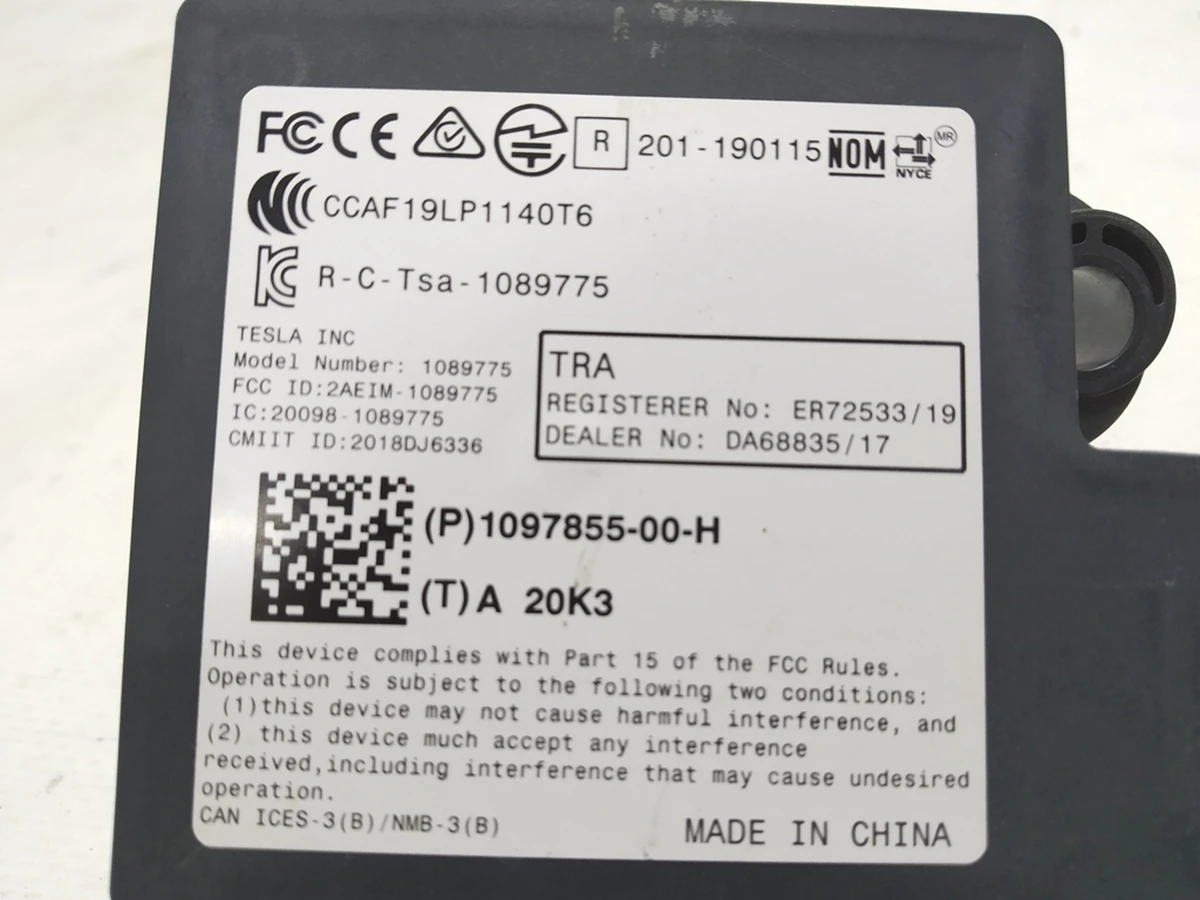 FC CE R 201-190115 NOM NYCE MR
CCAF19LP1140T6
KC R-C-Tsa-1089775
TESLA INC
Model Number: 1089775
FCC ID:2AEIM-1089775
IC:20098-1089775
CMIIT ID:2018DJ6336
TRA
REGISTERER No: ER72533/19
DEALER No: DA68835/17
(P)1097855-00-H
(T)A 20K3
This device complies with Part 15 of the FCC Rules.
Operation is subject to the following two conditions:
(1)this device may not cause harmful interference, and
(2) this device much accept any interference
received,including interference that may cause undesired
operation.
CAN ICES-3(B)/NMB-3(B)
MADE IN CHINA